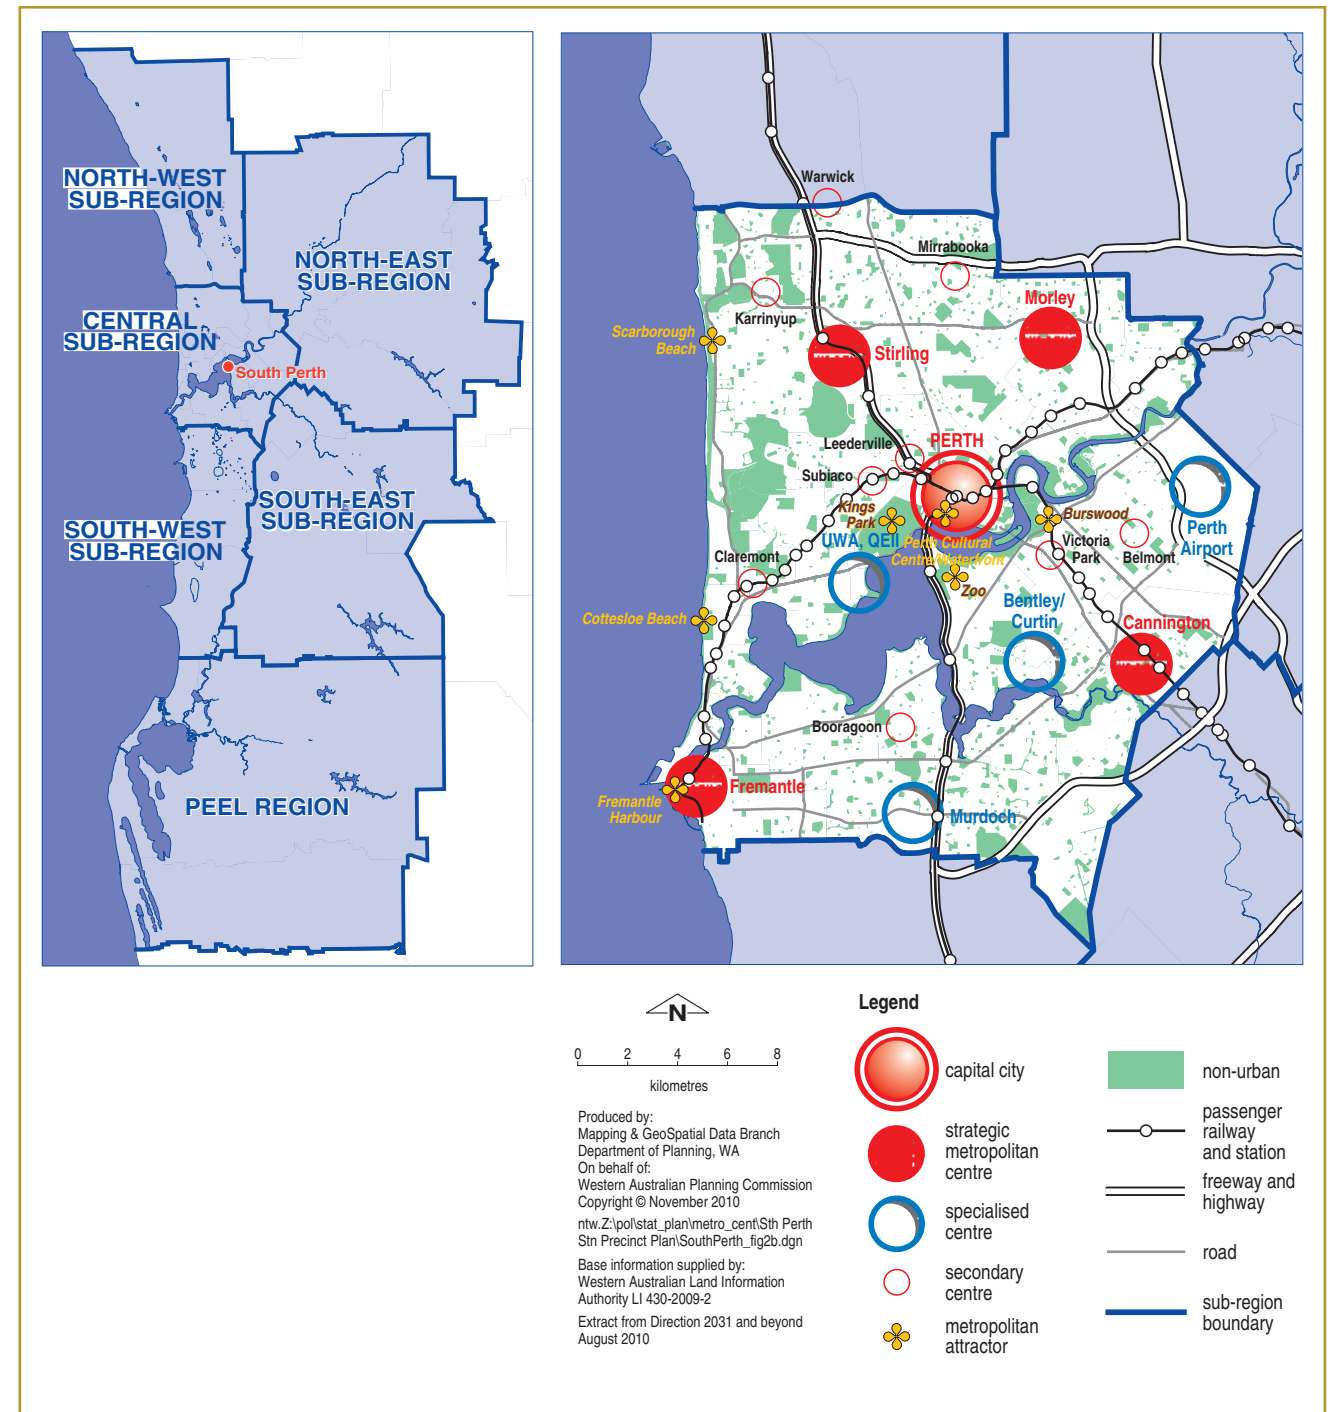 NORTH-WEST
SUB-REGION
NORTH-EAST
SUB-REGION
CENTRAL
SUB-REGION
South Perth
SOUTH-EAST
SUB-REGION
SOUTH-WEST
SUB-REGION
PEEL REGION
Warwick
Mirrabooka
Karrinyup
Morley
Scarborough
Beach
Stirling
Leederville
PERTH
Subiaco
Kings
Park
Burswood
UWA, QEII
Perth Cultural
Centre/Waterfront
Victoria
Park
Belmont
Perth
Airport
Claremont
Zoo
Bentley/
Curtin
Cottesloe Beach
Cannington
Booragoon
Fremantle
Fremantle
Harbour
Murdoch
N
0 2 4 6 8
kilometres
Produced by:
Mapping & GeoSpatial Data Branch
Department of Planning, WA
On behalf of:
Western Australian Planning Commission
Copyright © November 2010
ntw.Z:\pol\stat_plan\metro_cent\Sth Perth
Stn Precinct Plan\SouthPerth_fig2b.dgn
Base information supplied by:
Western Australian Land Information
Authority LI 430-2009-2
Extract from Direction 2031 and beyond
August 2010
Legend
capital city
strategic
metropolitan
centre
specialised
centre
secondary
centre
metropolitan
attractor
non-urban
passenger
railway
and station
freeway and
highway
road
sub-region
boundary